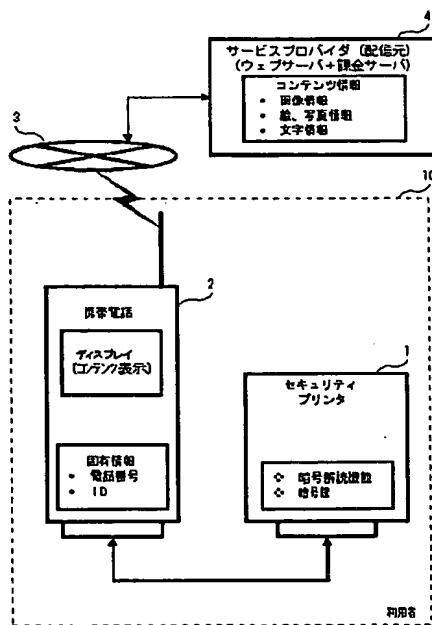 4
サービスプロバイダ(配信元)
(ウェブサーバ+課金サーバ)
コンテンツ情報
• 画像情報
• 絵、写真情報
• 文字情報
3
10
2
携帯電話
ディスプレイ
(コンテンツ表示)
固有情報
• 電話番号
• ID
1
セキュリティ
プリンタ
◇ 暗号解読機能
◇ 暗号鍵
利用者